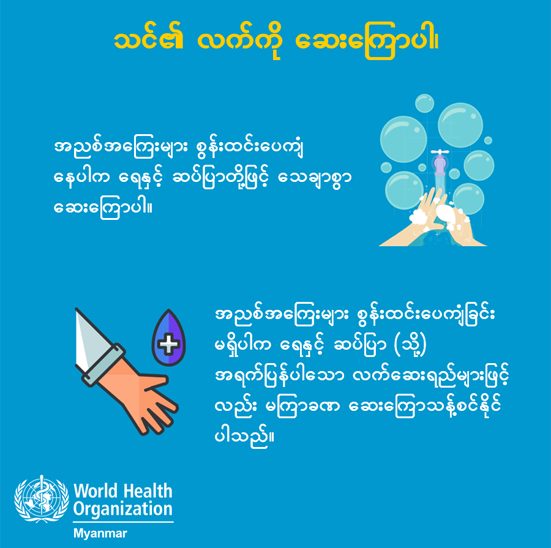 သင်၏ လက်ကို ဆေးကြောပါ၊
အညစ်အကြေးများ စွန်းထင်းပေကျံ
နေပါက ရေနှင့် ဆပ်ပြာတို့ဖြင့် သေချာစွာ
ဆေးကြောပါ။
အညစ်အကြေးများ စွန်းထင်းပေကျံခြင်း
မရှိပါက ရေနှင့် ဆပ်ပြာ (သို့)
အရက်ပြန်ပါသော လက်ဆေးရည်များဖြင့်
လည်း မကြာခဏ ဆေးကြောသန့်စင်နိုင်
ပါသည်။
World Health
Organization
Myanmar